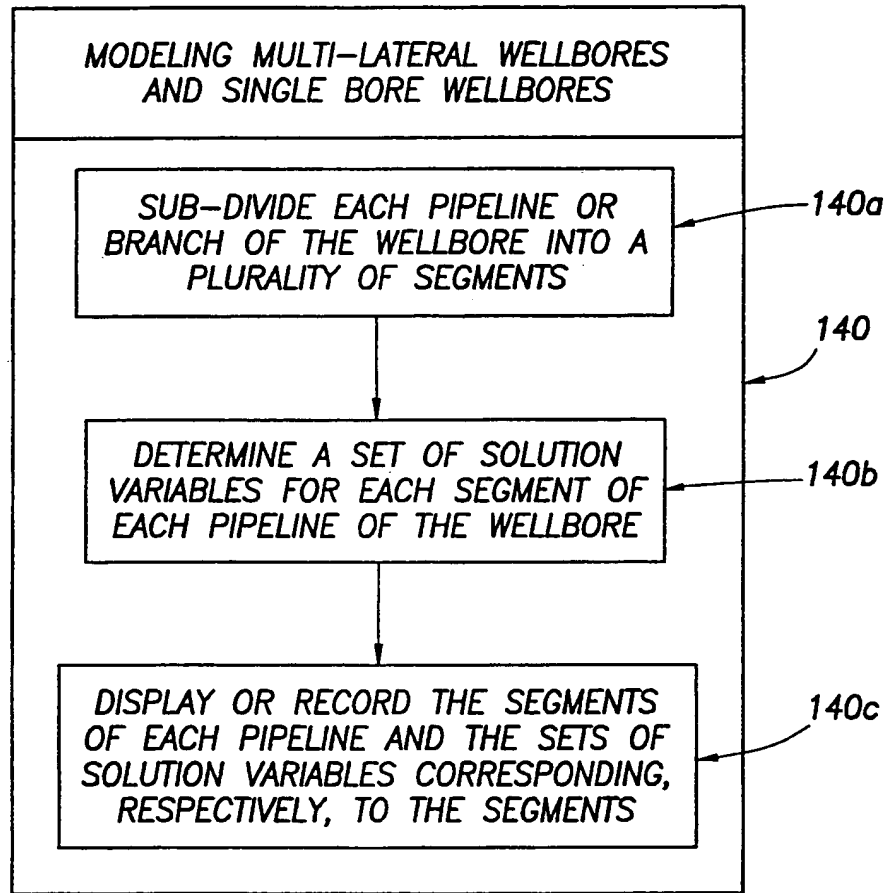 MODELING MULTI-LATERAL WELLBORES
AND SINGLE BORE WELLBORES
SUB-DIVIDE EACH PIPELINE OR
BRANCH OF THE WELLBORE INTO A
PLURALITY OF SEGMENTS
140a
140
DETERMINE A SET OF SOLUTION
VARIABLES FOR EACH SEGMENT OF
EACH PIPELINE OF THE WELLBORE
140b
DISPLAY OR RECORD THE SEGMENTS
OF EACH PIPELINE AND THE SETS OF
SOLUTION VARIABLES CORRESPONDING,
RESPECTIVELY, TO THE SEGMENTS
140c